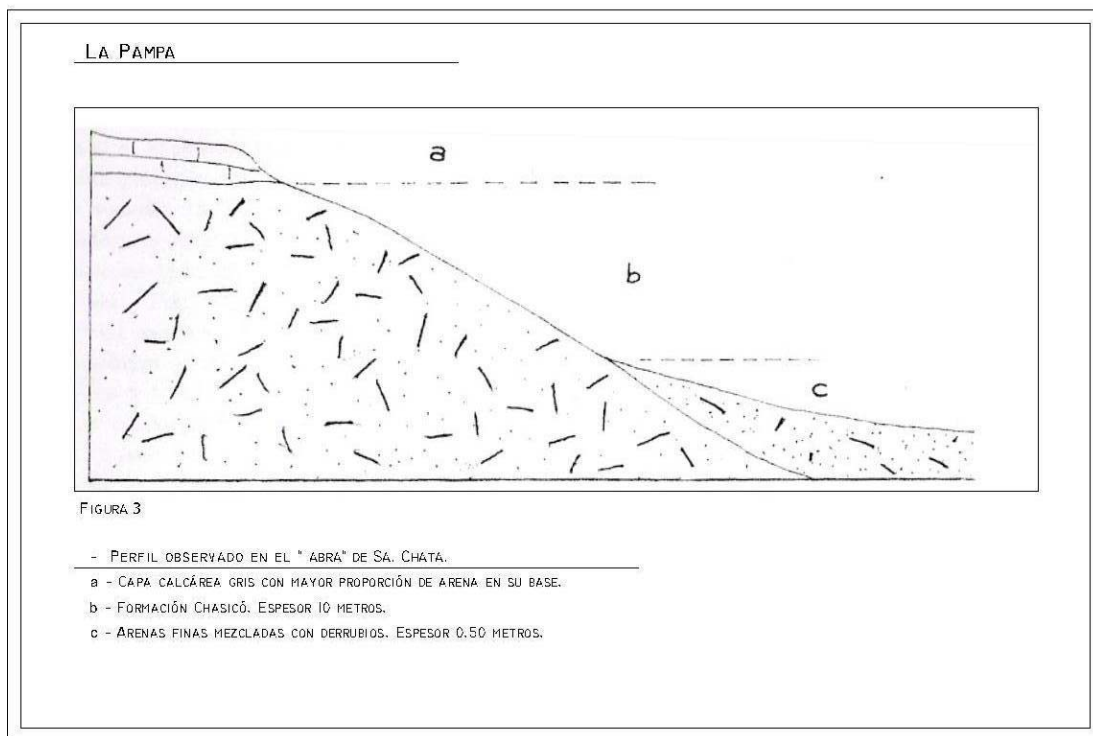 LA PAMPA
a
b
c
FIGURA 3
- PERFIL OBSERVADO EN EL " ABRA" DE SA. CHATA.
a - CAPA CALCÁREA GRIS CON MAYOR PROPORCIÓN DE ARENA EN SU BASE.
b - FORMACIÓN CHASICÓ. ESPESOR 10 METROS.
c - ARENAS FINAS MEZCLADAS CON DERRUBIOS. ESPESOR 0.50 METROS.